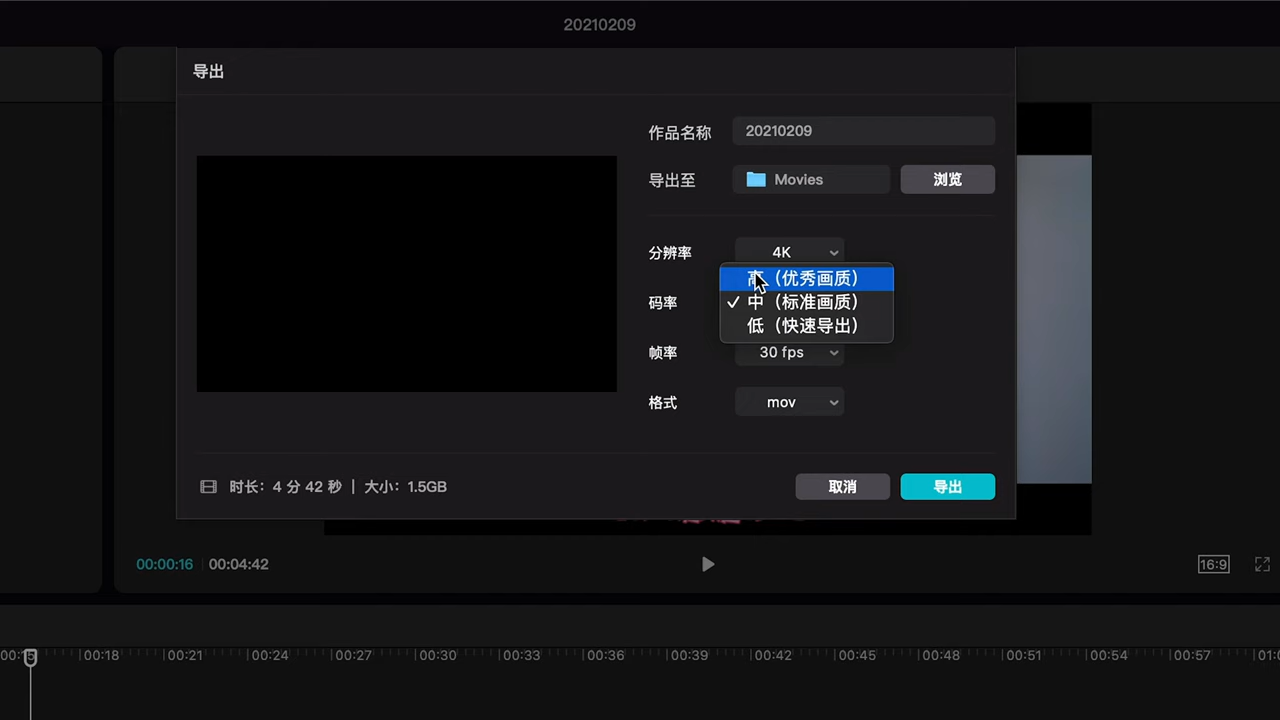 20210209
导出
作品名称
20210209
导出至
Movies
浏览
分辨率
4K
码率
高（优秀画质）
中（标准画质）
低（快速导出）
帧率
30 fps
格式
mov
时长：4 分 42 秒 | 大小：1.5GB
取消
导出
00:00:16
00:04:42
16:9
00:18 00:21 00:24 00:27 00:30 00:33 00:36 00:39 00:42 00:45 00:48 00:51 00:54 00:57